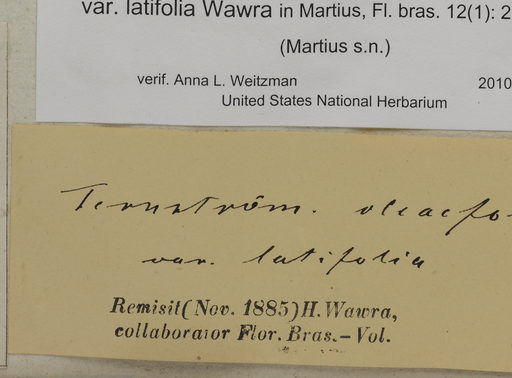 var. latifolia Wawra in Martius, Fl. bras. 12(1): 2
(Martius s.n.)
verif. Anna L. Weitzman 2010
United States National Herbarium
Ternström. oleaefo
var. latifolia
Remisit (Nov. 1885) H. Wawra,
collaborator Flor. Bras.-Vol.